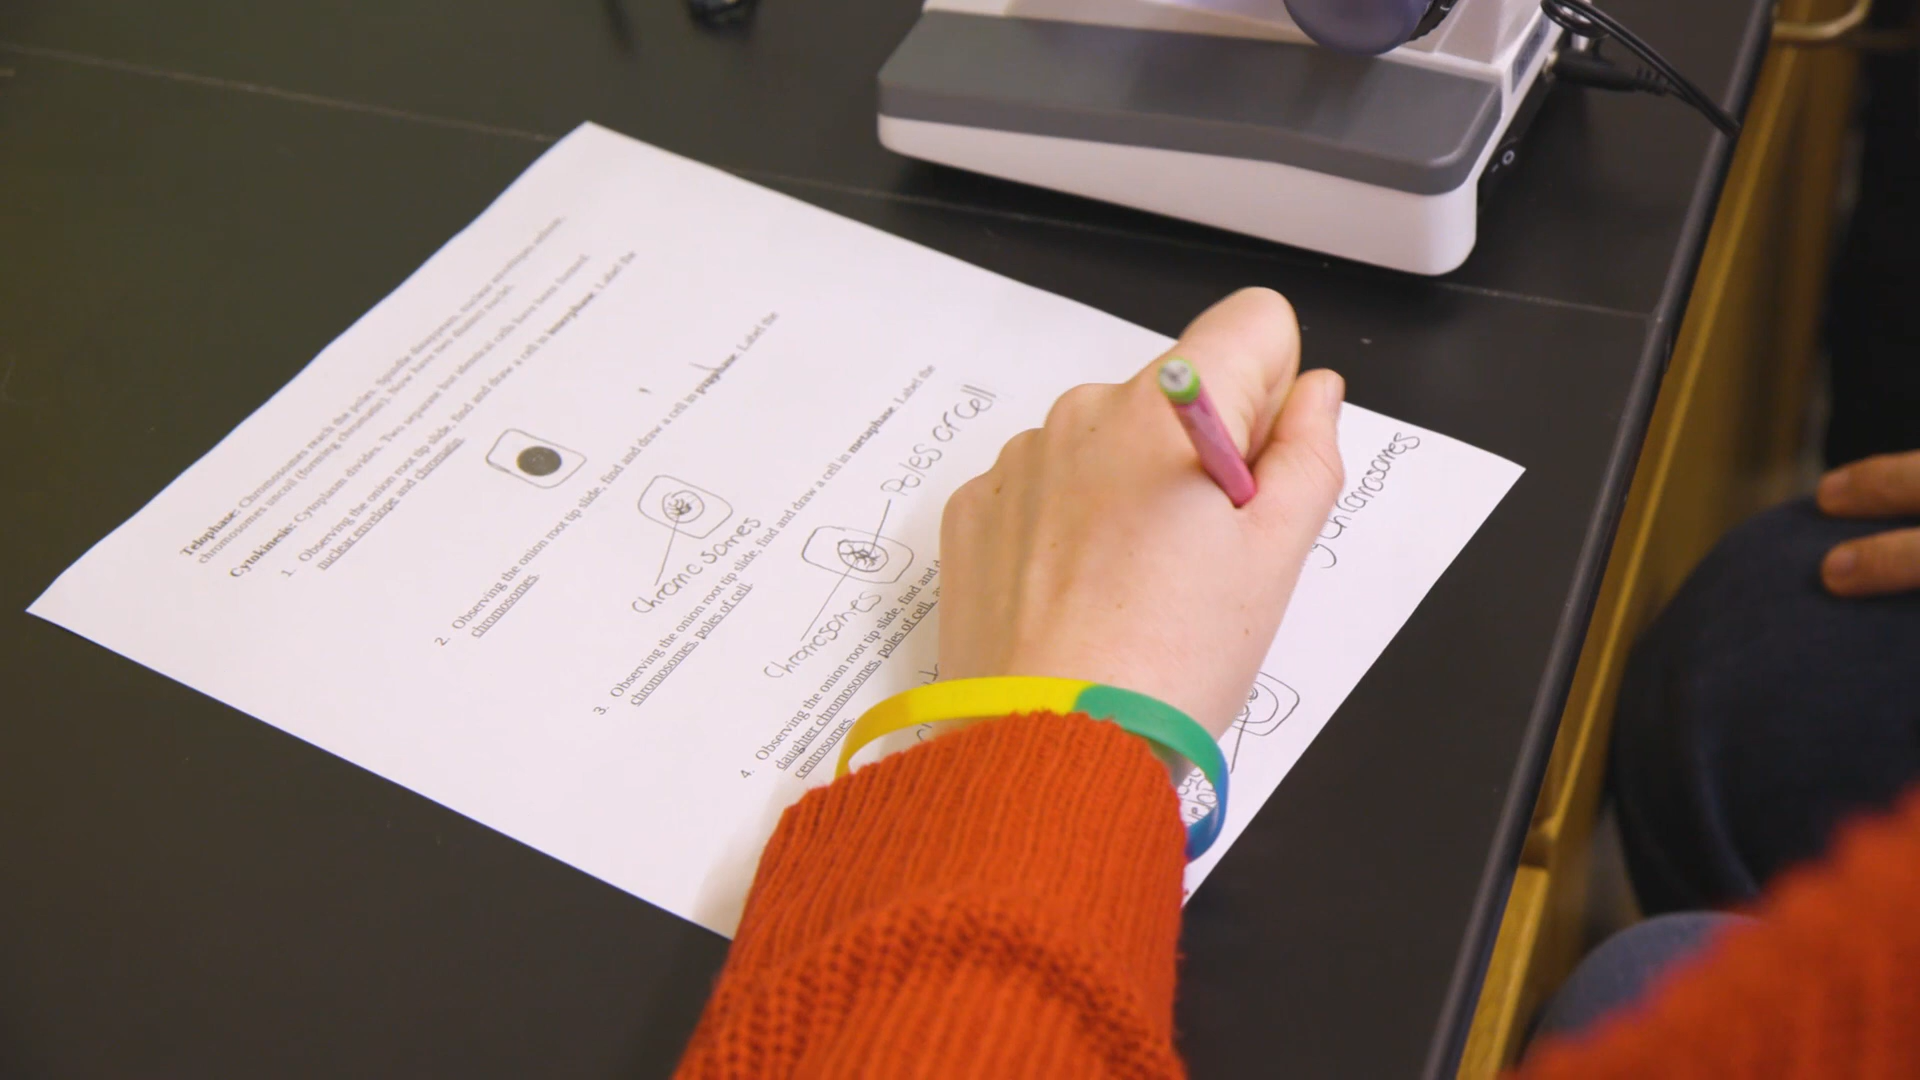 Telophase: Chromosomes reach the poles. Spindle disappears, nuclear envelopes reform,
chromosomes uncoil (forming chromatin). Now have two distinct nuclei.
Cytokinesis: Cytoplasm divides. Two separate but identical cells have been formed.
1. Observing the onion root tip slide, find and draw a cell in interphase. Label the
nuclear envelope and chromatin.
2. Observing the onion root tip slide, find and draw a cell in prophase. Label the
chromosomes.
Chromosomes
3. Observing the onion root tip slide, find and draw a cell in metaphase. Label the
chromosomes, poles of cell.
Poles of cell
Chromosomes
4. Observing the onion root tip slide, find and
daughter chromosomes, poles of cell,
centrosomes.